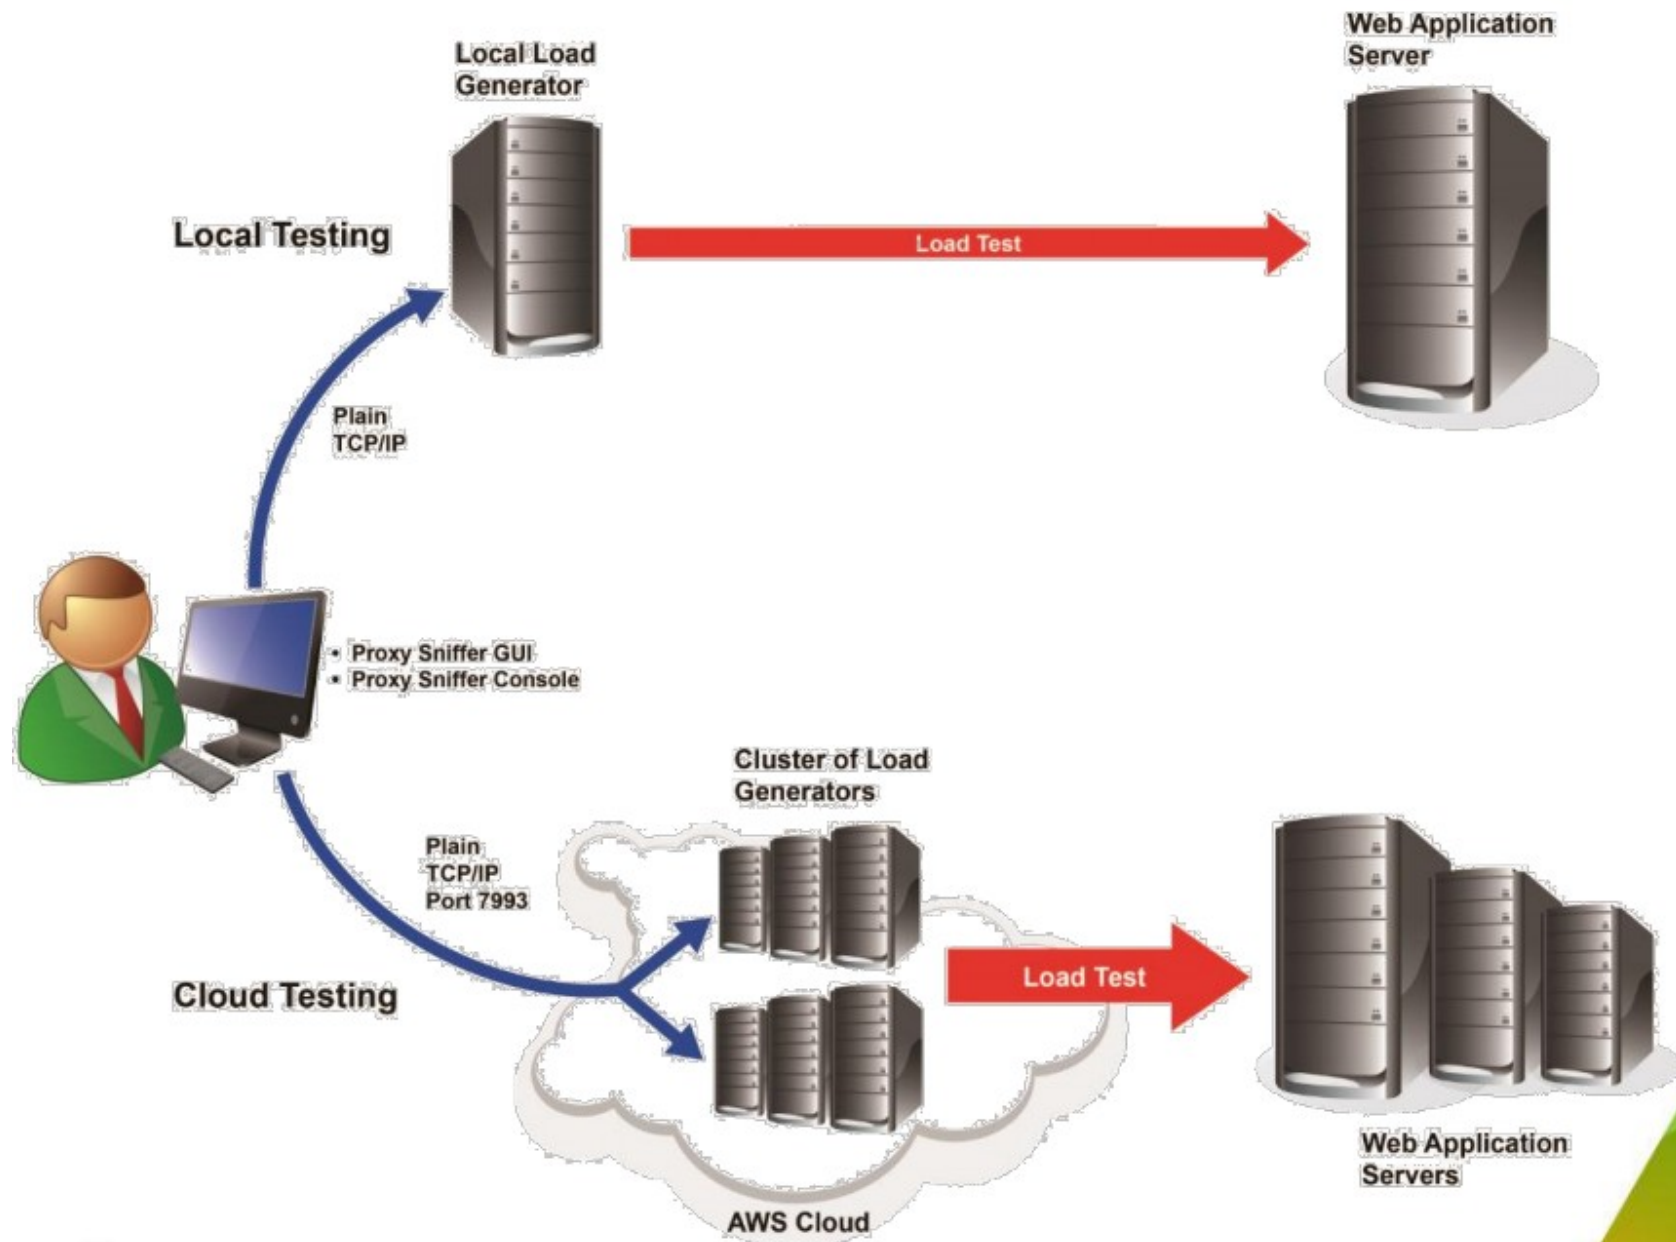 Local Load
Generator
Web Application
Server
Local Testing
Load Test
Plain
TCP/IP
• Proxy Sniffer GUI
• Proxy Sniffer Console
Cluster of Load
Generators
Plain
TCP/IP
Port 7993
Cloud Testing
Load Test
Web Application
Servers
AWS Cloud